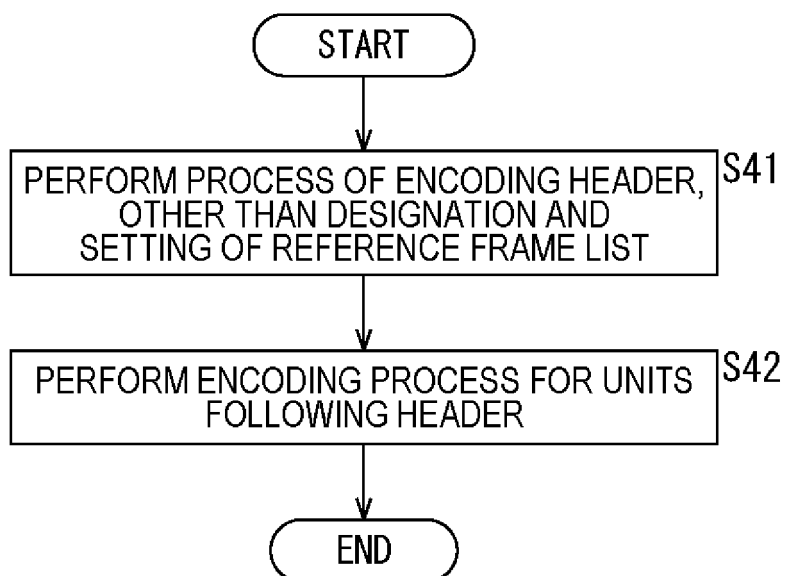 START
PERFORM PROCESS OF ENCODING HEADER,
OTHER THAN DESIGNATION AND
SETTING OF REFERENCE FRAME LIST
S41
PERFORM ENCODING PROCESS FOR UNITS
FOLLOWING HEADER
S42
END